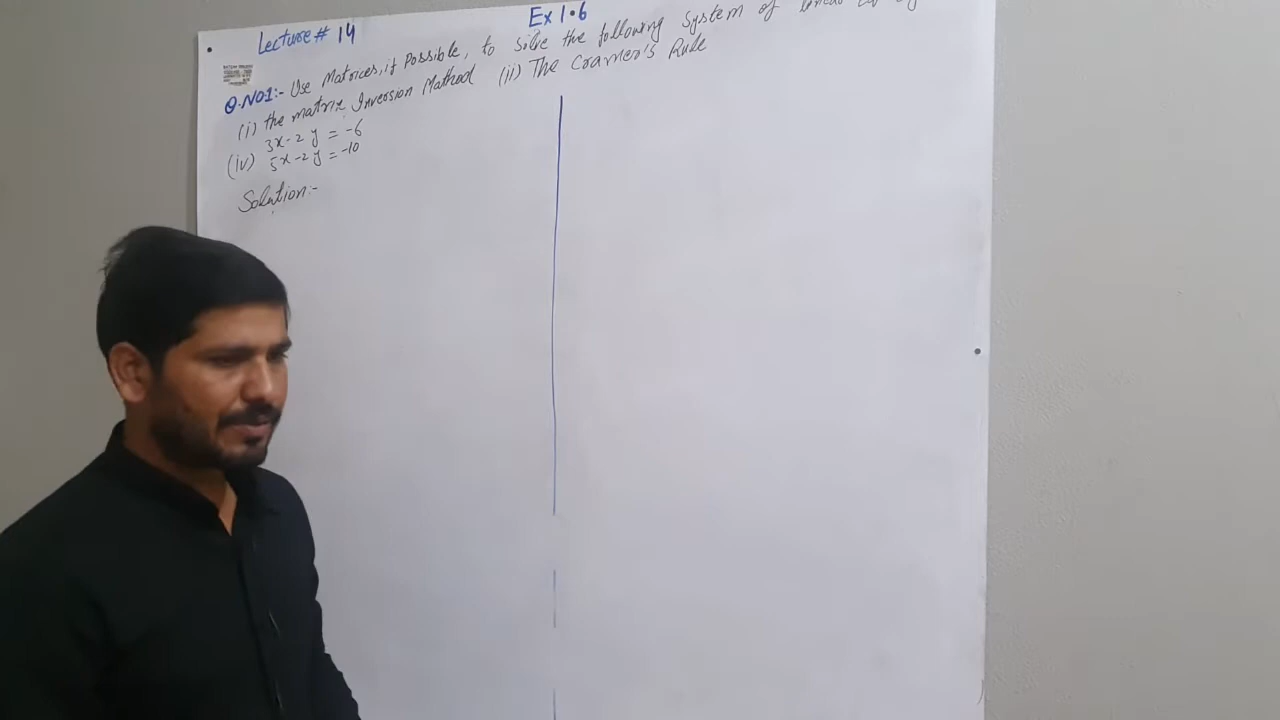 Lecture# 14
Ex 1.6
Q.NO1:- Use Matrices, if Possible, to solve the following system of
(i) the matrix Inversion Mathod (ii) The Cramer's Rule
(iv) 3x-2y = -6
5x-2y = -10
Solution:-